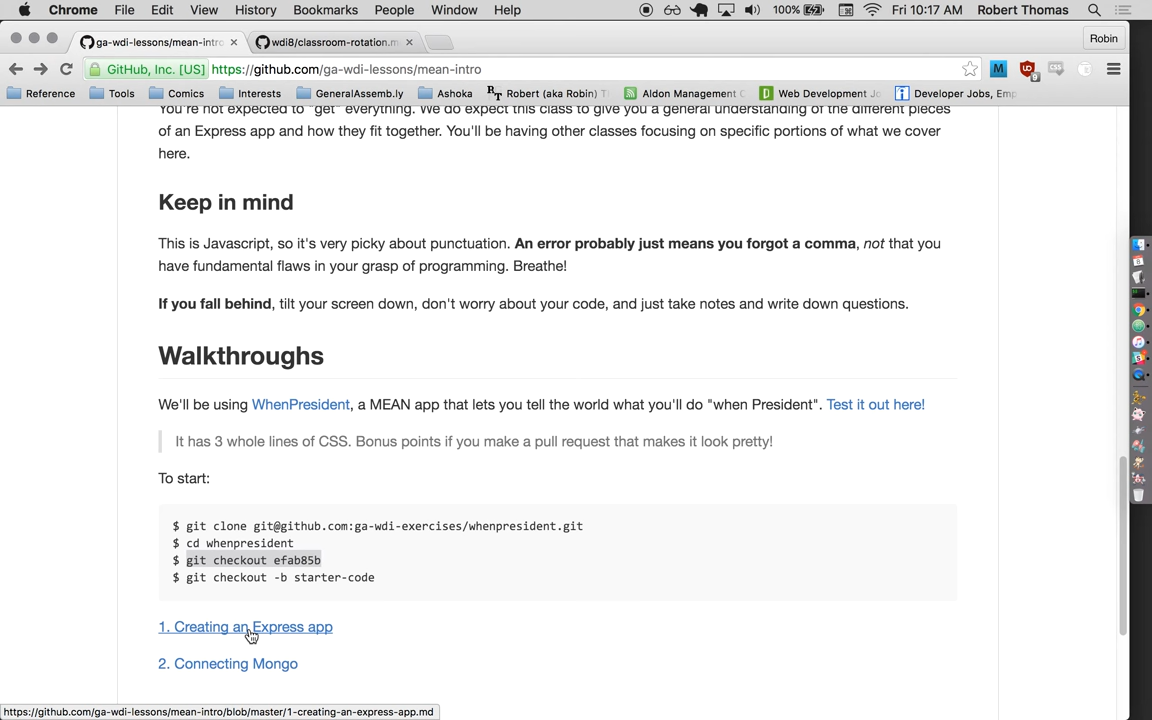 Chrome File Edit View History Bookmarks People Window Help 100% Fri 10:17 AM Robert Thomas
ga-wdi-lessons/mean-intro wdi8/classroom-rotation.m Robin
GitHub, Inc. [US] https://github.com/ga-wdi-lessons/mean-intro
Reference Tools Comics Interests GeneralAssemb.ly Ashoka Robert (aka Robin) T Aldon Management C Web Development Jo Developer Jobs, Emp
You're not expected to "get" everything. We do expect this class to give you a general understanding of the different pieces
of an Express app and how they fit together. You'll be having other classes focusing on specific portions of what we cover
here.
Keep in mind
This is Javascript, so it's very picky about punctuation. An error probably just means you forgot a comma, not that you
have fundamental flaws in your grasp of programming. Breathe!
If you fall behind, tilt your screen down, don't worry about your code, and just take notes and write down questions.
Walkthroughs
We'll be using WhenPresident, a MEAN app that lets you tell the world what you'll do "when President". Test it out here!
It has 3 whole lines of CSS. Bonus points if you make a pull request that makes it look pretty!
To start:
$ git clone git@github.com:ga-wdi-exercises/whenpresident.git
$ cd whenpresident
$ git checkout efab85b
$ git checkout -b starter-code
1. Creating an Express app
2. Connecting Mongo
https://github.com/ga-wdi-lessons/mean-intro/blob/master/1-creating-an-express-app.md